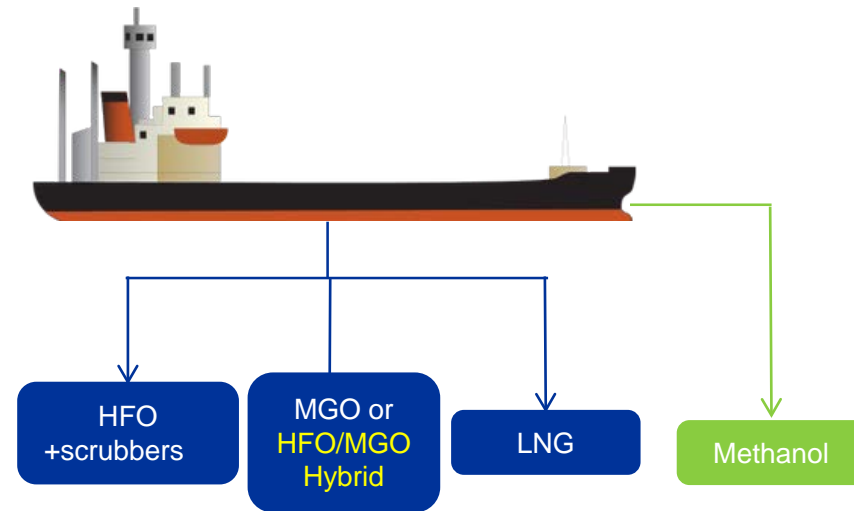 HFO
+scrubbers
MGO or
HFO/MGO
Hybrid
LNG
Methanol